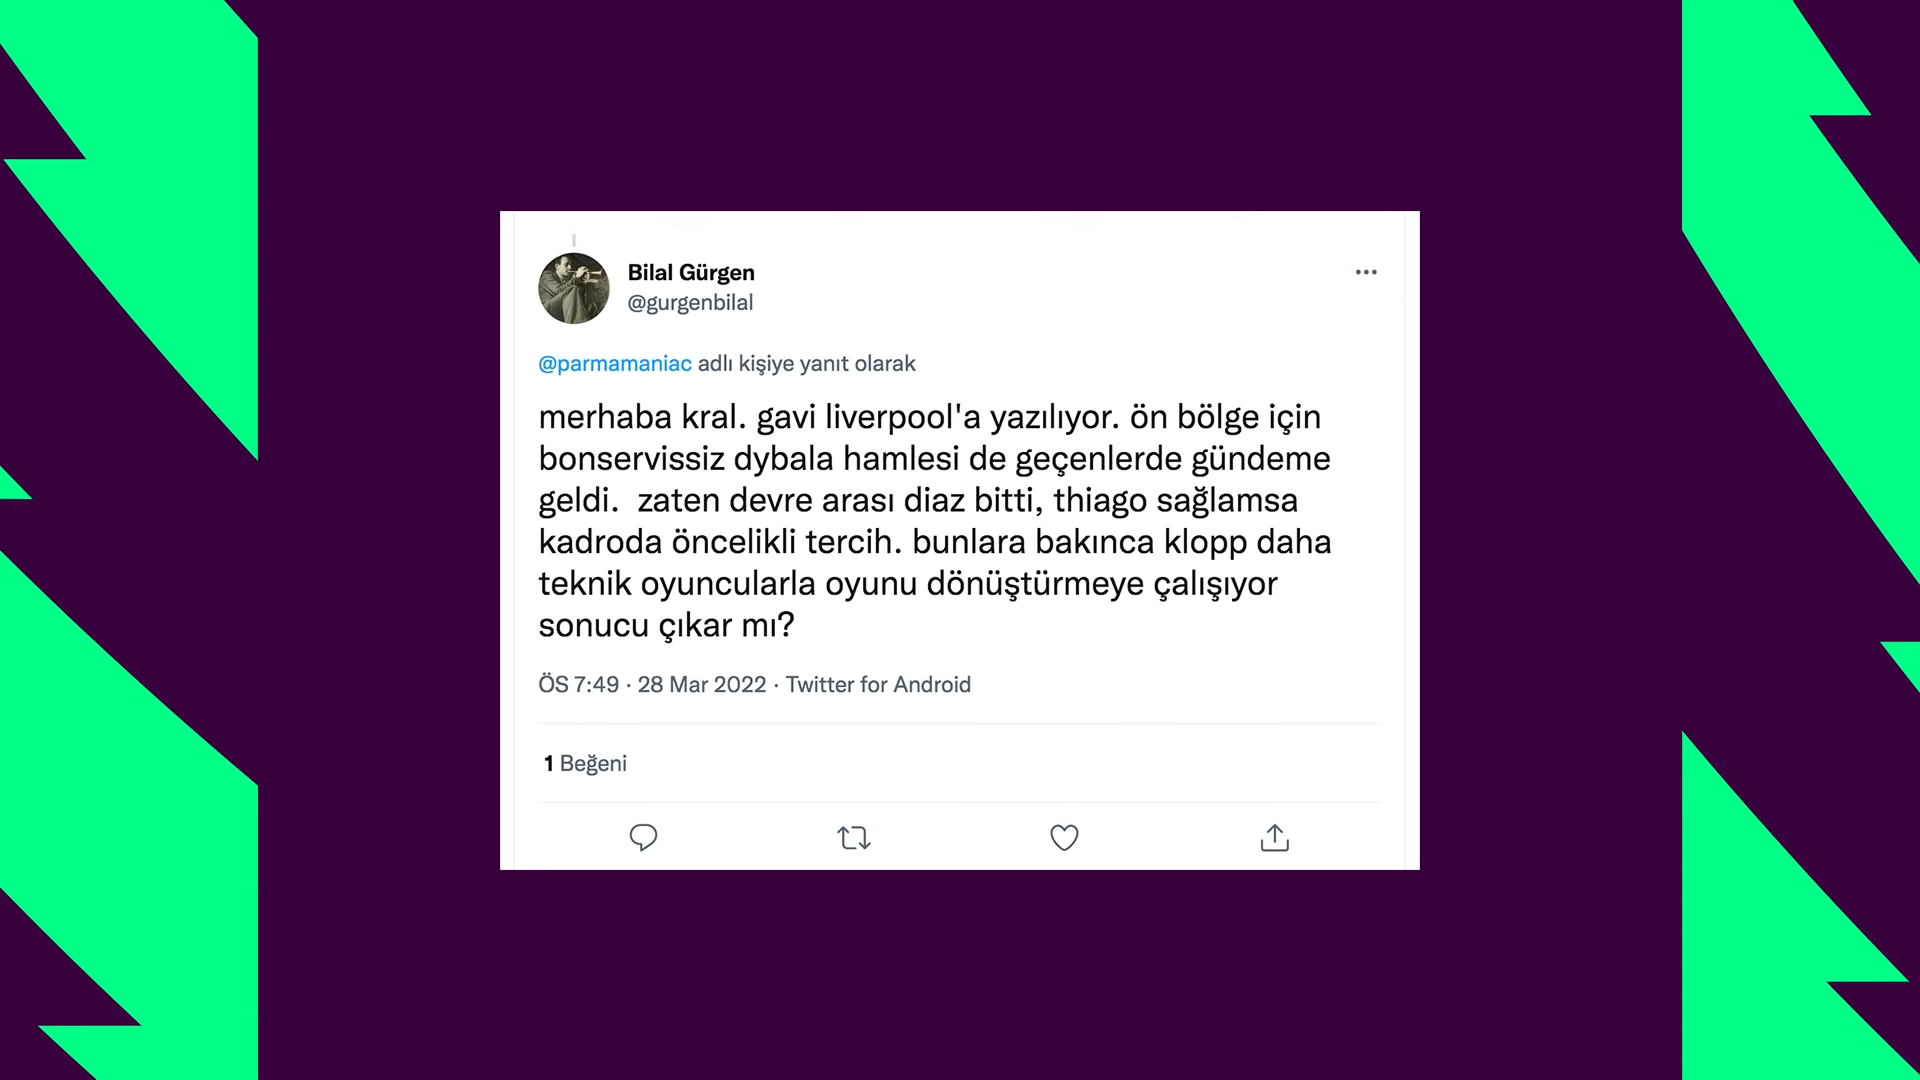 Bilal Gürgen
@gurgenbilal
@parmamaniac adlı kişiye yanıt olarak
merhaba kral. gavi liverpool'a yazılıyor. ön bölge için
bonservissiz dybala hamlesi de geçenlerde gündeme
geldi.  zaten devre arası diaz bitti, thiago sağlamsa
kadroda öncelikli tercih. bunlara bakınca klopp daha
teknik oyuncularla oyunu dönüştürmeye çalışıyor
sonucu çıkar mı?
ÖS 7:49 · 28 Mar 2022 · Twitter for Android
1 Beğeni